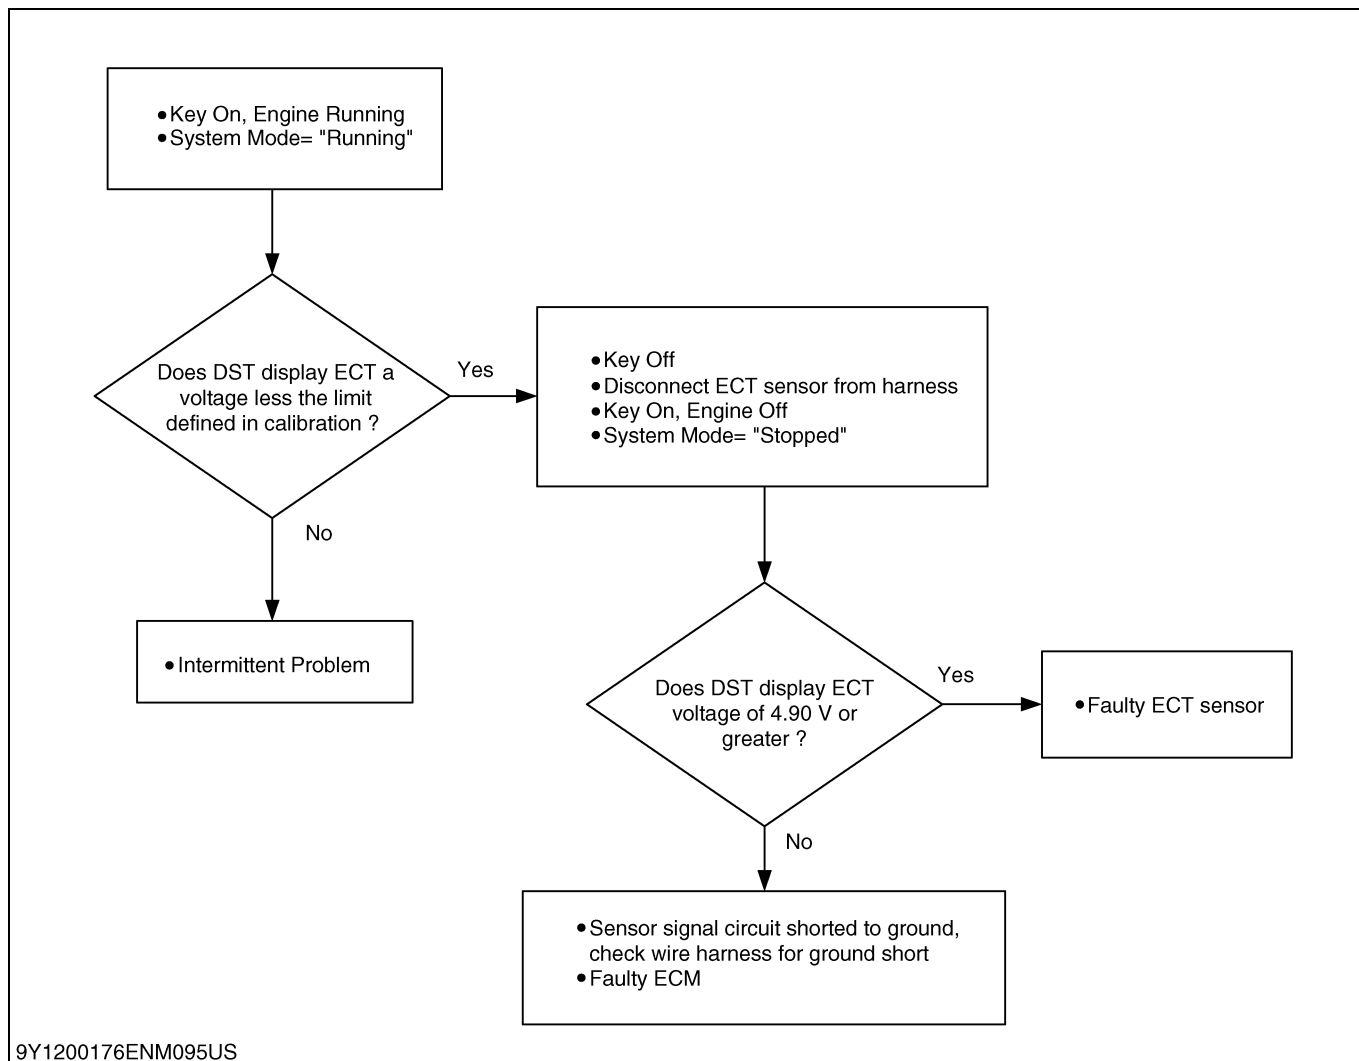 ●Key On, Engine Running
●System Mode= "Running"
Does DST display ECT a
voltage less the limit
defined in calibration ?
Yes
●Key Off
●Disconnect ECT sensor from harness
●Key On, Engine Off
●System Mode= "Stopped"
No
●Intermittent Problem
Does DST display ECT
voltage of 4.90 V or
greater ?
Yes
●Faulty ECT sensor
No
●Sensor signal circuit shorted to ground,
check wire harness for ground short
●Faulty ECM
9Y1200176ENM095US